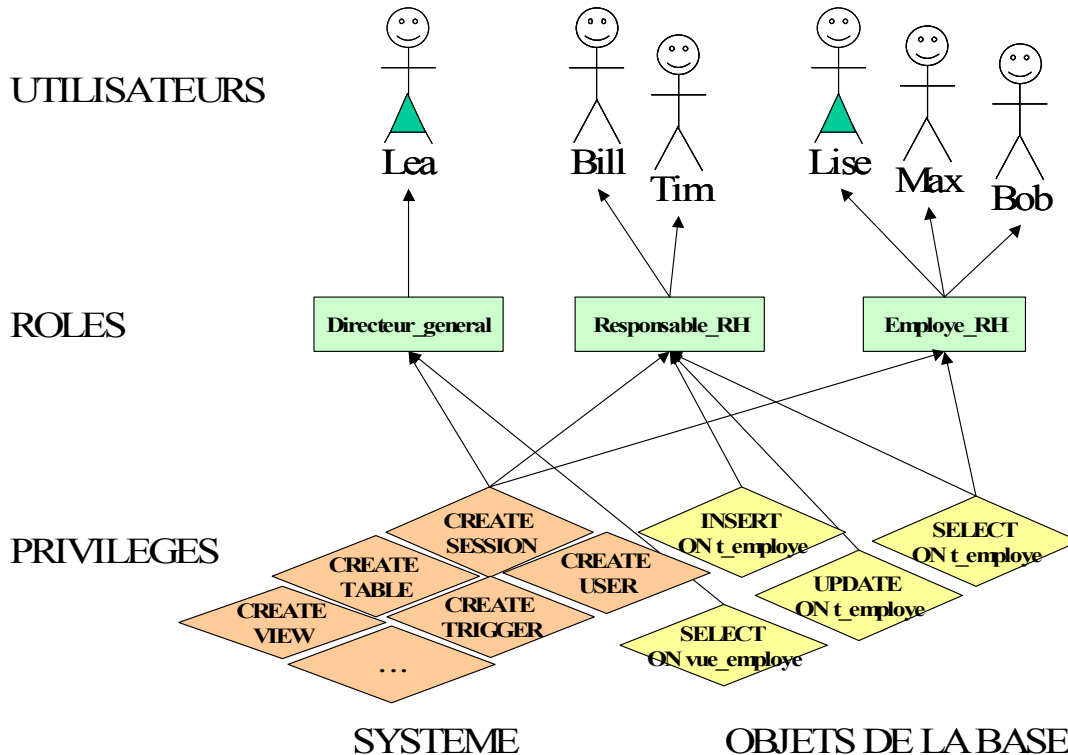 UTILISATEURS
Lea
Bill
Tim
Lise
Max
Bob
ROLES
Directeur_general
Responsable_RH
Employe_RH
PRIVILEGES
CREATE
SESSION
CREATE
TABLE
CREATE
USER
CREATE
VIEW
CREATE
TRIGGER
…
INSERT
ON t_employe
SELECT
ON t_employe
UPDATE
ON t_employe
SELECT
ON vue_employe
SYSTEME
OBJETS DE LA BASE